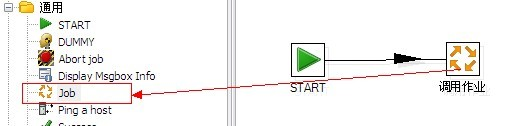 通用
START
DUMMY
Abort job
Display Msgbox Info
Job
Ping a host
START
调用作业